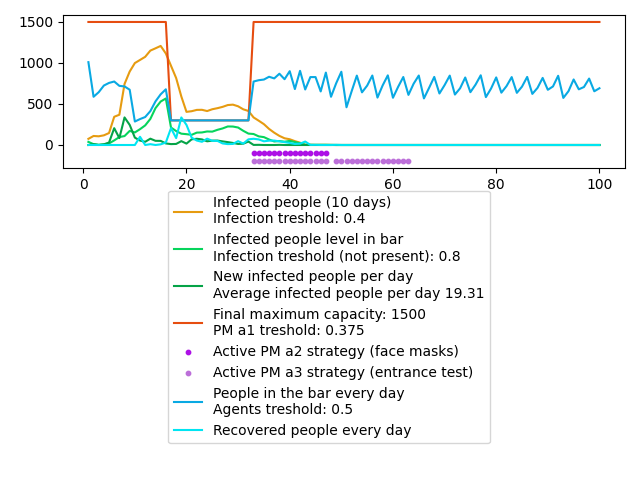 1500
1000
500
0
0
20
40
60
80
100
Infected people (10 days)
Infection treshold: 0.4
Infected people level in bar
Infection treshold (not present): 0.8
New infected people per day
Average infected people per day 19.31
Final maximum capacity: 1500
PM a1 treshold: 0.375
Active PM a2 strategy (face masks)
Active PM a3 strategy (entrance test)
People in the bar every day
Agents treshold: 0.5
Recovered people every day